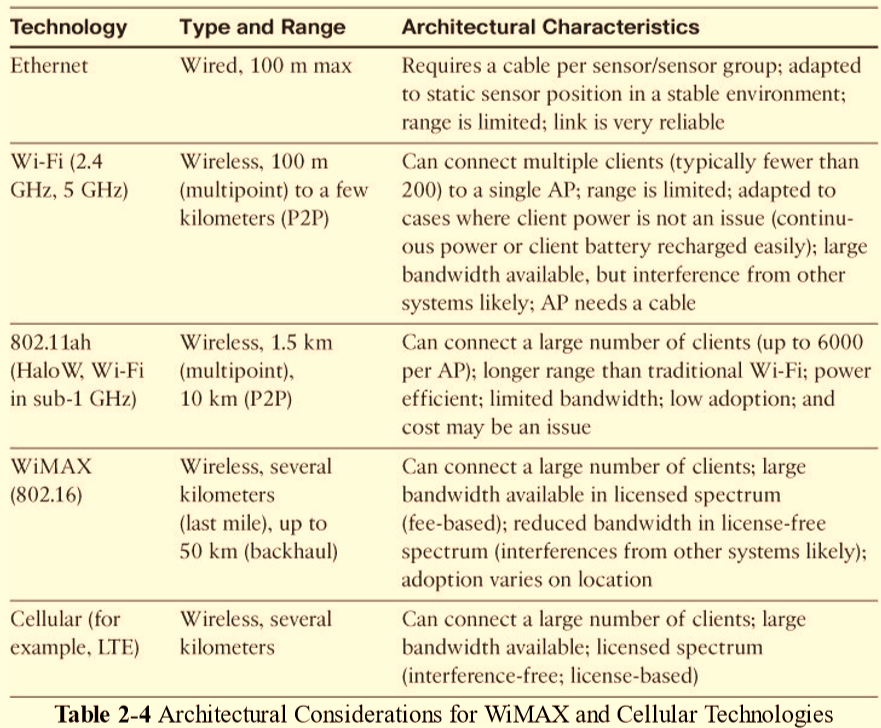 Technology Type and Range Architectural Characteristics
Ethernet Wired, 100 m max Requires a cable per sensor/sensor group; adapted
to static sensor position in a stable environment;
range is limited; link is very reliable
Wi-Fi (2.4 Wireless, 100 m Can connect multiple clients (typically fewer than
GHz, 5 GHz) (multipoint) to a few 200) to a single AP; range is limited; adapted to
kilometers (P2P) cases where client power is not an issue (continu-
ous power or client battery recharged easily); large
bandwidth available, but interference from other
systems likely; AP needs a cable
802.11ah Wireless, 1.5 km Can connect a large number of clients (up to 6000
(HaloW, Wi-Fi (multipoint), per AP); longer range than traditional Wi-Fi; power
in sub-1 GHz) 10 km (P2P) efficient; limited bandwidth; low adoption; and
cost may be an issue
WiMAX Wireless, several Can connect a large number of clients; large
(802.16) kilometers bandwidth available in licensed spectrum
(last mile), up to (fee-based); reduced bandwidth in license-free
50 km (backhaul) spectrum (interferences from other systems likely);
adoption varies on location
Cellular (for Wireless, several Can connect a large number of clients; large
example, LTE) kilometers bandwidth available; licensed spectrum
(interference-free; license-based)
Table 2-4 Architectural Considerations for WiMAX and Cellular Technologies